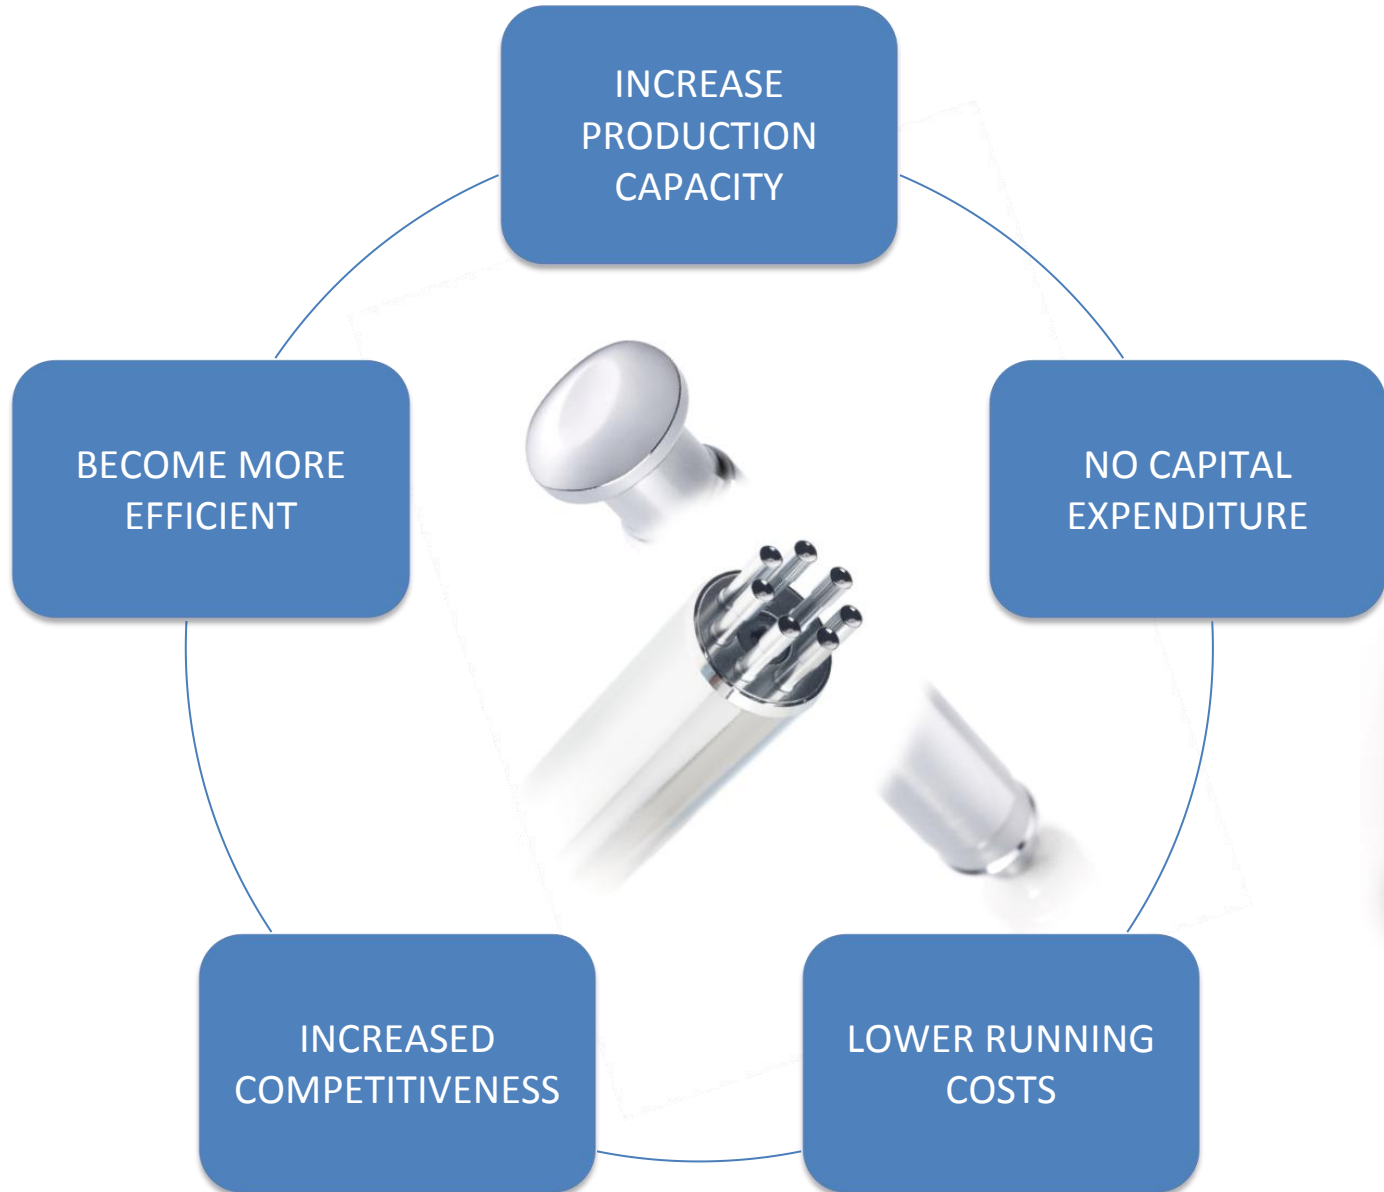 INCREASE
PRODUCTION
CAPACITY
NO CAPITAL
EXPENDITURE
LOWER RUNNING
COSTS
INCREASED
COMPETITIVENESS
BECOME MORE
EFFICIENT